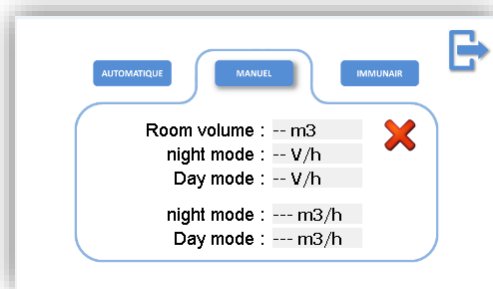 AUTOMATIQUE MANUEL IMMUNAIR
Room volume : -- m3
night mode : -- V/h
Day mode : -- V/h
night mode : --- m3/h
Day mode : --- m3/h